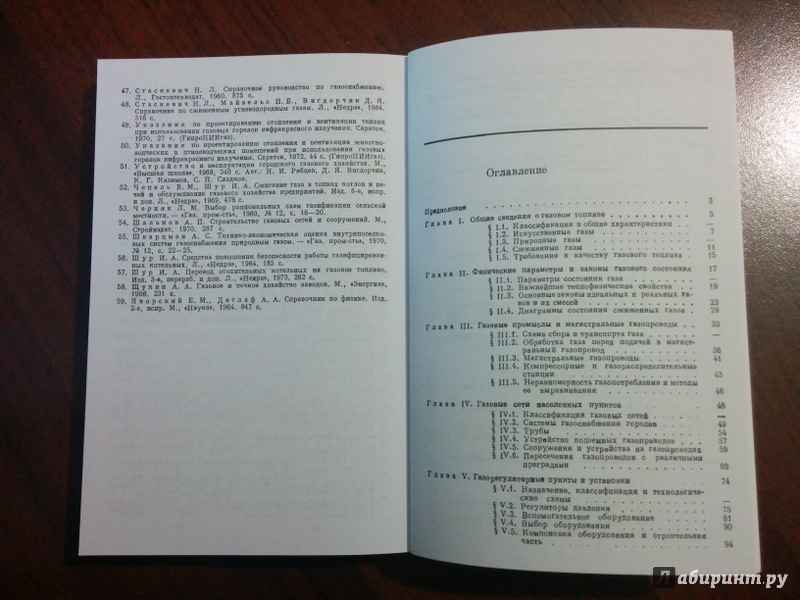 47. Стаскевич Н. Л. Справочное руководство по газоснабжению.
Л., Гостоптехиздат, 1960. 875 с.
48. Стаскевич Н. Л., Майзельс П. Б., Вигдорчик Д. Я.
Справочник по сжиженным углеводородным газам. Л., «Недра», 1964.
516 с.
49. Указания по проектированию отопления и вентиляции теплиц
при использовании газовых горелок инфракрасного излучения. Саратов,
1970, 27 с. (ГипроНИИгаз).
50. Указания по проектированию отопления и вентиляции животно-
водческих и птицеводческих помещений при использовании газовых
горелок инфракрасного излучения. Саратов, 1972, 44 с. (ГипроНИИгаз).
51. Устройство и эксплуатация городского газового хозяйства. М.,
«Высшая школа», 1968, 340 с. Авт.: Н. И. Рябцев, Д. Я. Вигдорчик,
К. Г. Кязимов, С. П. Сладков.
52. Чепель В. М., Шур И. А. Сжигание газа в топках котлов и пе-
чей и обслуживание газового хозяйства предприятий. Изд. 6-е, испр.
и доп. Л., «Недра», 1969, 478 с.
53. Черняк Л. М. Выбор рациональных схем газификации сельской
местности. — «Газ. пром-сть», 1969, № 12, с. 16—20.
54. Шальнов А. П. Строительство газовых сетей и сооружений. М.,
Стройиздат, 1970. 287 с.
55. Шварцман А. С. Технико-экономическая оценка внутрипоселко-
вых систем газоснабжения природным газом. — «Газ. пром-сть», 1970,
№ 12, с. 22—25.
56. Шур И. А. Средства повышения безопасности работы газифицированных
котельных. Л., «Недра», 1964, 185 с.
57. Шур И. А. Перевод отопительных котельных на газовое топливо.
Изд. 3-е, перераб. и доп. Л., «Недра», 1973, 262 с.
58. Щукин А. А. Газовое и печное хозяйство заводов, М., «Энергия»,
1968, 231 с.
59. Яворский Б. М., Детлаф А. А. Справочник по физике. Изд.
2-е, испр. М., «Наука», 1964. 847 с.
Оглавление
Предисловие 3
Глава I. Общие сведения о газовом топливе 5
§ I.1. Классификация и общие характеристики —
§ I.2. Искусственные газы 7
§ I.3. Природные газы —
§ I.4. Сжиженные газы 11
§ I.5. Требования к качеству газового топлива 15
Глава II. Физические параметры и законы газового состояния 17
§ II.1. Параметры состояния газа —
§ II.2. Важнейшие теплофизические свойства 19
§ II.3. Основные законы идеальных и реальных га-
зов и их смесей 23
§ II.4. Диаграммы состояния сжиженных газов 29
Глава III. Газовые промыслы и магистральные газопроводы 33
§ III.1. Схема сбора и транспорта газа —
§ III.2. Обработка газа перед подачей в магист-
ральный газопровод 36
§ III.3. Магистральные газопроводы 41
§ III.4. Компрессорные и газораспределительные
станции 43
§ III.5. Неравномерность газопотребления и методы
ее выравнивания 46
Глава IV. Газовые сети населенных пунктов 48
§ IV.1. Классификация газовых сетей —
§ IV.2. Системы газоснабжения городов 49
§ IV.3. Трубы 54
§ IV.4. Устройство подземных газопроводов 57
§ IV.5. Сооружения и устройства на газопроводах 59
§ IV.6. Пересечения газопроводов с различными
преградами 69
Глава V. Газорегуляторные пункты и установки 74
§ V.1. Назначение, классификация и технологиче-
ские схемы —
§ V.2. Регуляторы давления 75
§ V.3. Вспомогательное оборудование 81
§ V.4. Выбор оборудования 90
§ V.5. Компоновка оборудования и строительная
часть 94
Лабиринт.ру